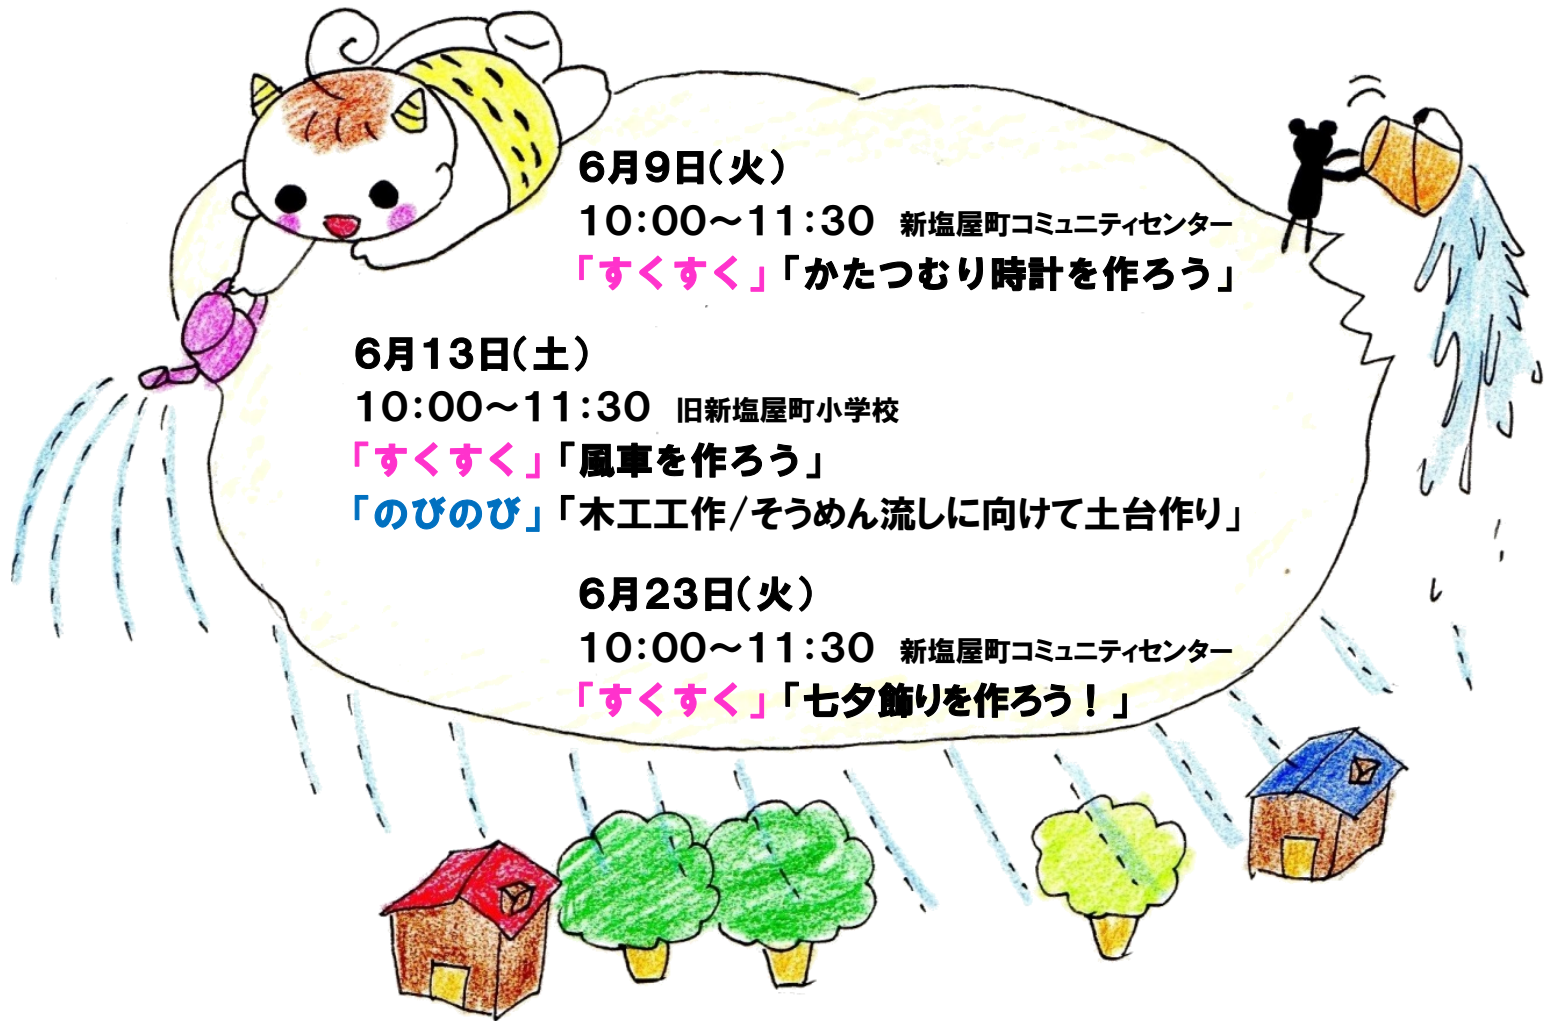 6月9日(火)
10:00～11:30 新塩屋町コミュニティセンター
「すくすく」「かたつむり時計を作ろう」
6月13日(土)
10:00～11:30 旧新塩屋町小学校
「すくすく」「風車を作ろう」
「のびのび」「木工工作/そうめん流しに向けて土台作り」
6月23日(火)
10:00～11:30 新塩屋町コミュニティセンター
「すくすく」「七夕飾りを作ろう！」